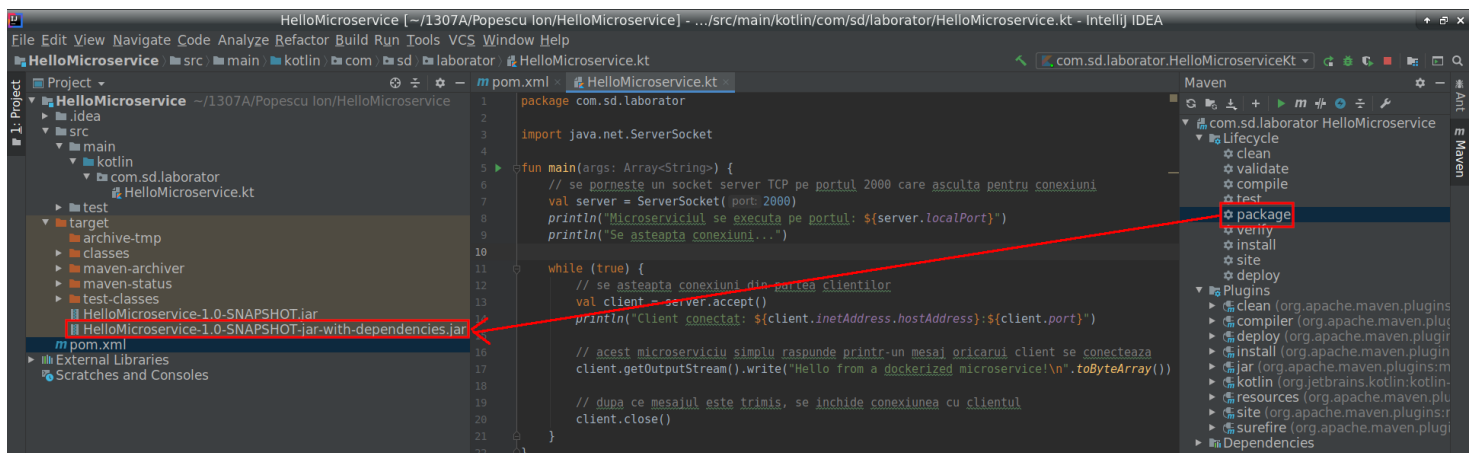 HelloMicroservice [~/1307A/Popescu Ion/HelloMicroservice] - .../src/main/kotlin/com/sd/laborator/HelloMicroservice.kt - IntelliJ IDEA
File Edit View Navigate Code Analyze Refactor Build Run Tools VCS Window Help
HelloMicroservice src main kotlin com sd laborator HelloMicroservice.kt
com.sd.laborator.HelloMicroserviceKt
1: Project
Project
HelloMicroservice ~/1307A/Popescu Ion/HelloMicroservice
.idea
src
main
kotlin
com.sd.laborator
HelloMicroservice.kt
test
target
archive-tmp
classes
maven-archiver
maven-status
test-classes
HelloMicroservice-1.0-SNAPSHOT.jar
HelloMicroservice-1.0-SNAPSHOT-jar-with-dependencies.jar
m pom.xml
External Libraries
Scratches and Consoles
m pom.xml HelloMicroservice.kt
1 package com.sd.laborator
2
3 import java.net.ServerSocket
4
5 fun main(args: Array<String>) {
6 // se porneste un socket server TCP pe portul 2000 care asculta pentru conexiuni
7 val server = ServerSocket( port: 2000)
8 println("Microserviciul se executa pe portul: ${server.localPort}")
9 println("Se asteapta conexiuni...")
10
11 while (true) {
12 // se asteapta conexiuni din partea clientilor
13 val client = server.accept()
14 println("Client conectat: ${client.inetAddress.hostAddress}:${client.port}")
15
16 // acest microserviciu simplu raspunde printr-un mesaj oricarui client se conecteaza
17 client.getOutputStream().write("Hello from a dockerized microservice!\n".toByteArray())
18
19 // dupa ce mesajul este trimis, se inchide conexiunea cu clientul
20 client.close()
21 }
22 }
Maven
com.sd.laborator HelloMicroservice
Lifecycle
clean
validate
compile
test
package
verify
install
site
deploy
Plugins
clean (org.apache.maven.plugins
compiler (org.apache.maven.plug
deploy (org.apache.maven.plugin
install (org.apache.maven.plugin
jar (org.apache.maven.plugins:m
kotlin (org.jetbrains.kotlin:kotlin-
resources (org.apache.maven.plu
site (org.apache.maven.plugins:r
surefire (org.apache.maven.plugi
Dependencies
Ant
m Maven